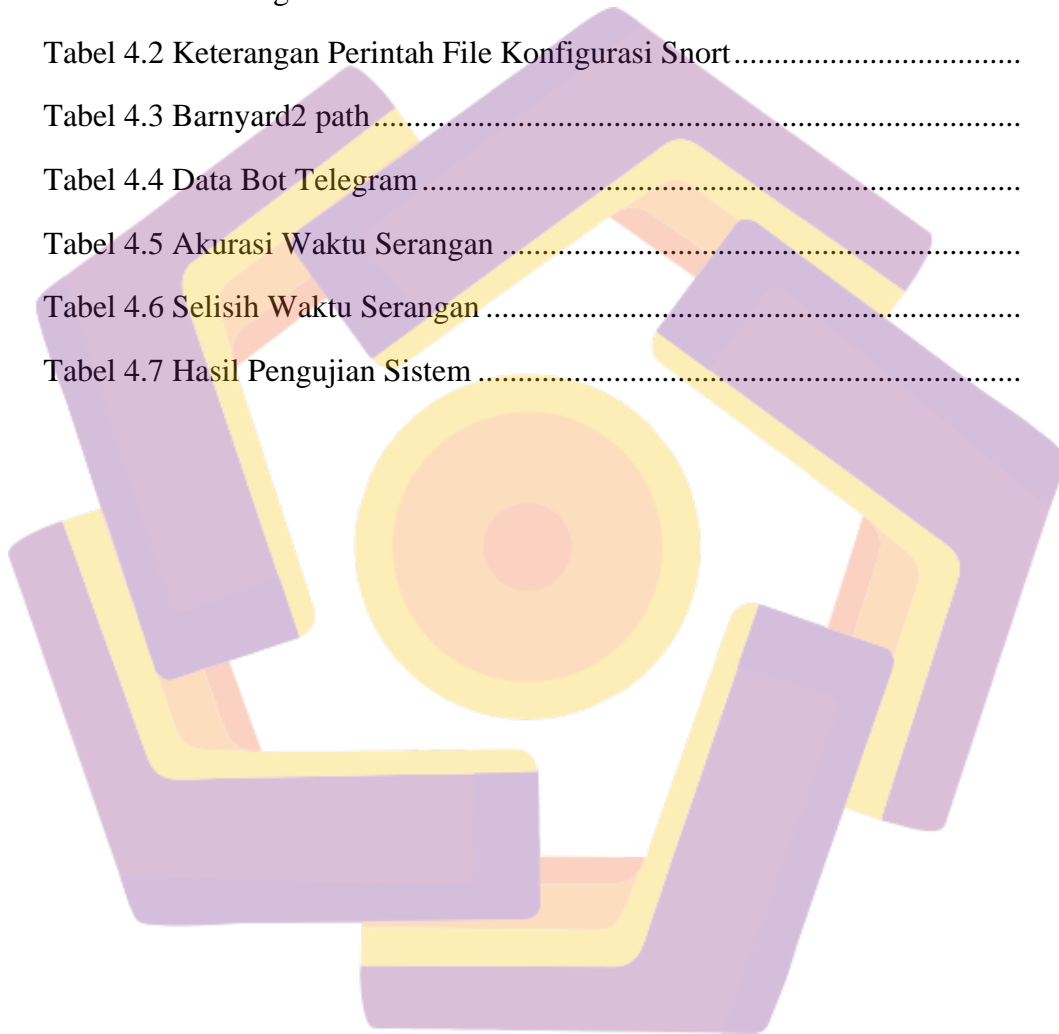 Tabel 4.2 Keterangan Perintah File Konfigurasi Snort...................................
Tabel 4.3 Barnyard2 path................................................................................
Tabel 4.4 Data Bot Telegram..........................................................................
Tabel 4.5 Akurasi Waktu Serangan ................................................................
Tabel 4.6 Selisih Waktu Serangan ..................................................................
Tabel 4.7 Hasil Pengujian Sistem ...................................................................